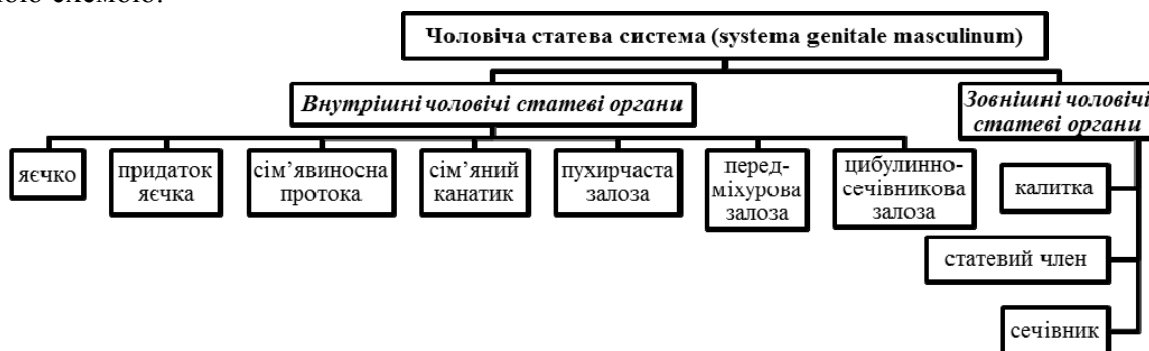 Чоловіча статева система (systema genitale masculinum)
Внутрішні чоловічі статеві органи
Зовнішні чоловічі
статеві органи
яєчко
придаток
яєчка
сім’явиносна
протока
сім’яний
канатик
пухирчаста
залоза
перед-
міхурова
залоза
цибулинно-
сечівникова
залоза
калитка
статевий член
сечівник